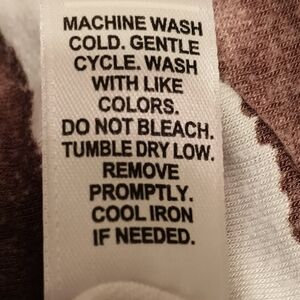 MACHINE WASH
COLD. GENTLE
CYCLE. WASH
WITH LIKE
COLORS.
DO NOT BLEACH.
TUMBLE DRY LOW.
REMOVE
PROMPTLY.
COOL IRON
IF NEEDED.